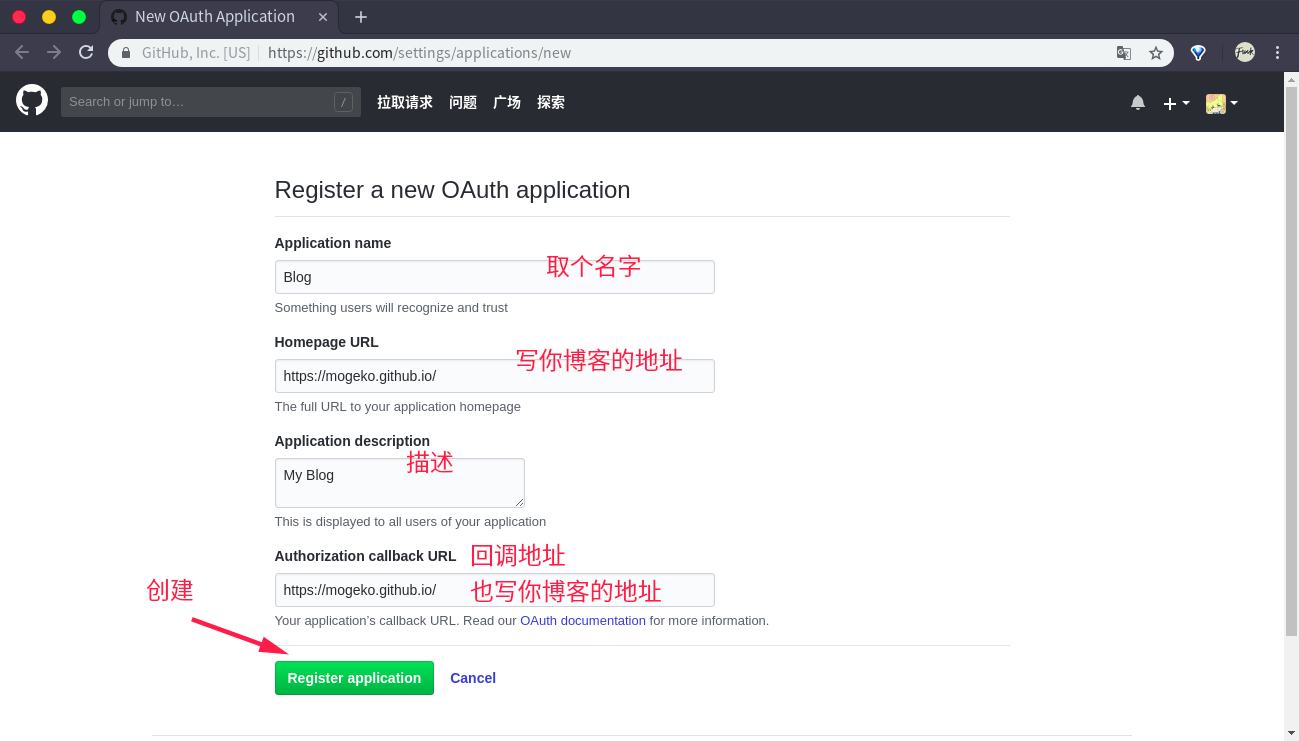 New OAuth Application
GitHub, Inc. [US] https://github.com/settings/applications/new
Search or jump to… / 拉取请求 问题 广场 探索
Register a new OAuth application
Application name
Blog 取个名字
Something users will recognize and trust
Homepage URL
写你博客的地址
https://mogeko.github.io/
The full URL to your application homepage
Application description
描述
My Blog
This is displayed to all users of your application
Authorization callback URL 回调地址
创建 https://mogeko.github.io/ 也写你博客的地址
Your application’s callback URL. Read our OAuth documentation for more information.
Register application Cancel